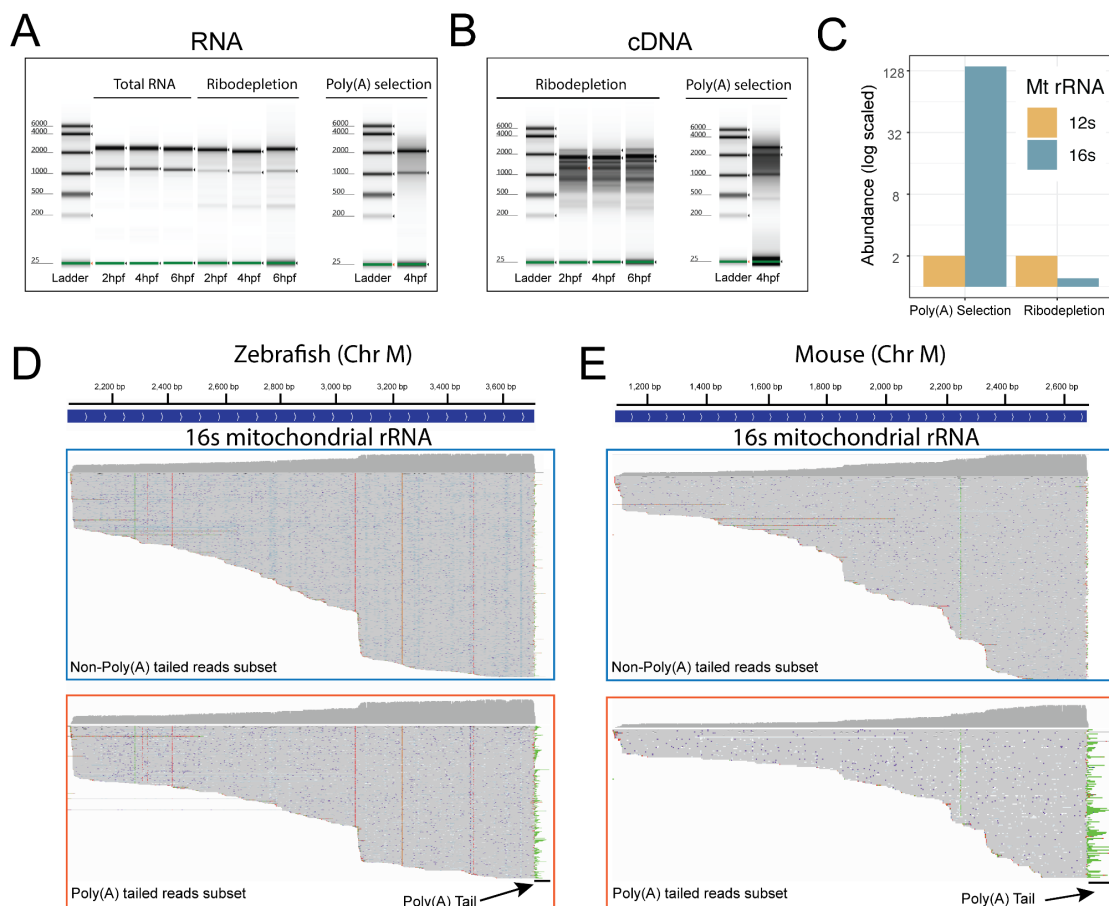 A
RNA
Total RNA Ribodepletion Poly(A) selection
6000
4000
2000
1000
500
200
25
6000
4000
2000
1000
500
200
25
Ladder 2hpf 4hpf 6hpf 2hpf 4hpf 6hpf Ladder 4hpf
B
cDNA
Ribodepletion Poly(A) selection
6000
4000
2000
1000
500
200
25
6000
4000
2000
1000
500
200
25
Ladder 2hpf 4hpf 6hpf Ladder 4hpf
C
Abundance (log scaled)
128
32
8
2
Mt rRNA
12s
16s
Poly(A) Selection Ribodepletion
D
Zebrafish (Chr M)
2,200 bp 2,400 bp 2,600 bp 2,800 bp 3,000 bp 3,200 bp 3,400 bp 3,600 bp
16s mitochondrial rRNA
Non-Poly(A) tailed reads subset
Poly(A) tailed reads subset
Poly(A) Tail
E
Mouse (Chr M)
1,200 bp 1,400 bp 1,600 bp 1,800 bp 2,000 bp 2,200 bp 2,400 bp 2,600 bp
16s mitochondrial rRNA
Non-Poly(A) tailed reads subset
Poly(A) tailed reads subset
Poly(A) Tail